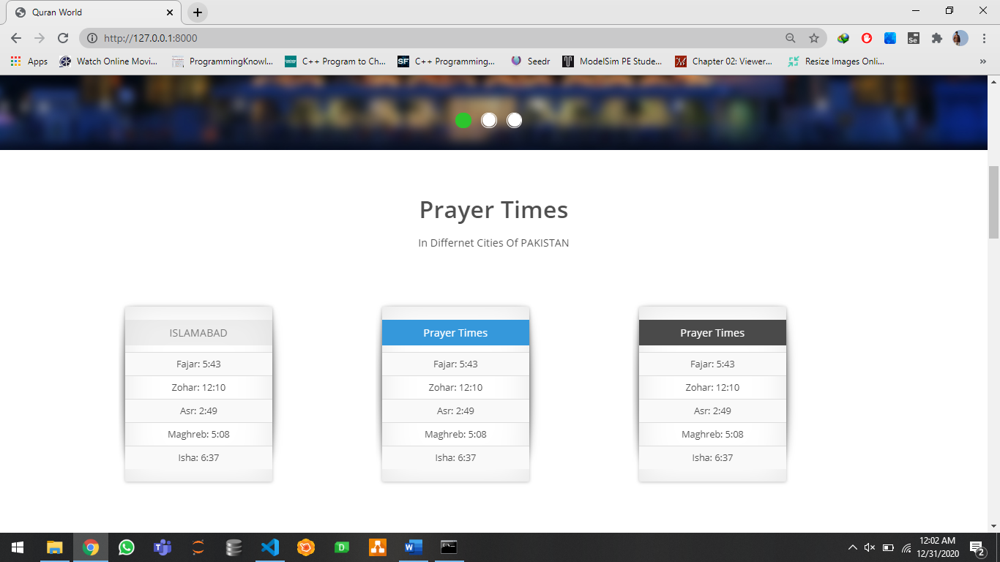 Quran World
http://127.0.0.1:8000
Apps
Watch Online Movi...
ProgrammingKnowl...
C++ Program to Ch...
SF
C++ Programming...
Seedr
ModelSim PE Stude...
Chapter 02: Viewer...
Resize Images Onli...
»
Se
Prayer Times
In Differnet Cities Of PAKISTAN
ISLAMABAD
Fajar: 5:43
Zohar: 12:10
Asr: 2:49
Maghreb: 5:08
Isha: 6:37
Prayer Times
Fajar: 5:43
Zohar: 12:10
Asr: 2:49
Maghreb: 5:08
Isha: 6:37
Prayer Times
Fajar: 5:43
Zohar: 12:10
Asr: 2:49
Maghreb: 5:08
Isha: 6:37
12:02 AM
12/31/2020
2